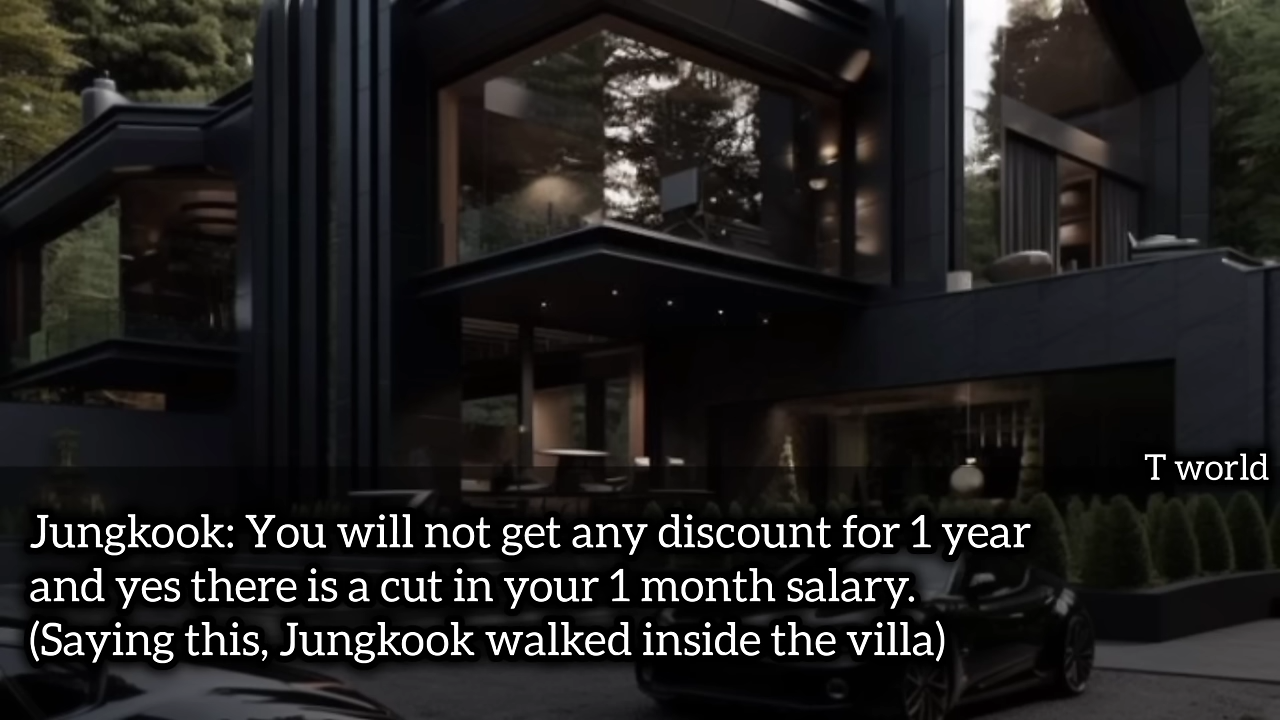 T world
Jungkook: You will not get any discount for 1 year
and yes there is a cut in your 1 month salary.
(Saying this, Jungkook walked inside the villa)